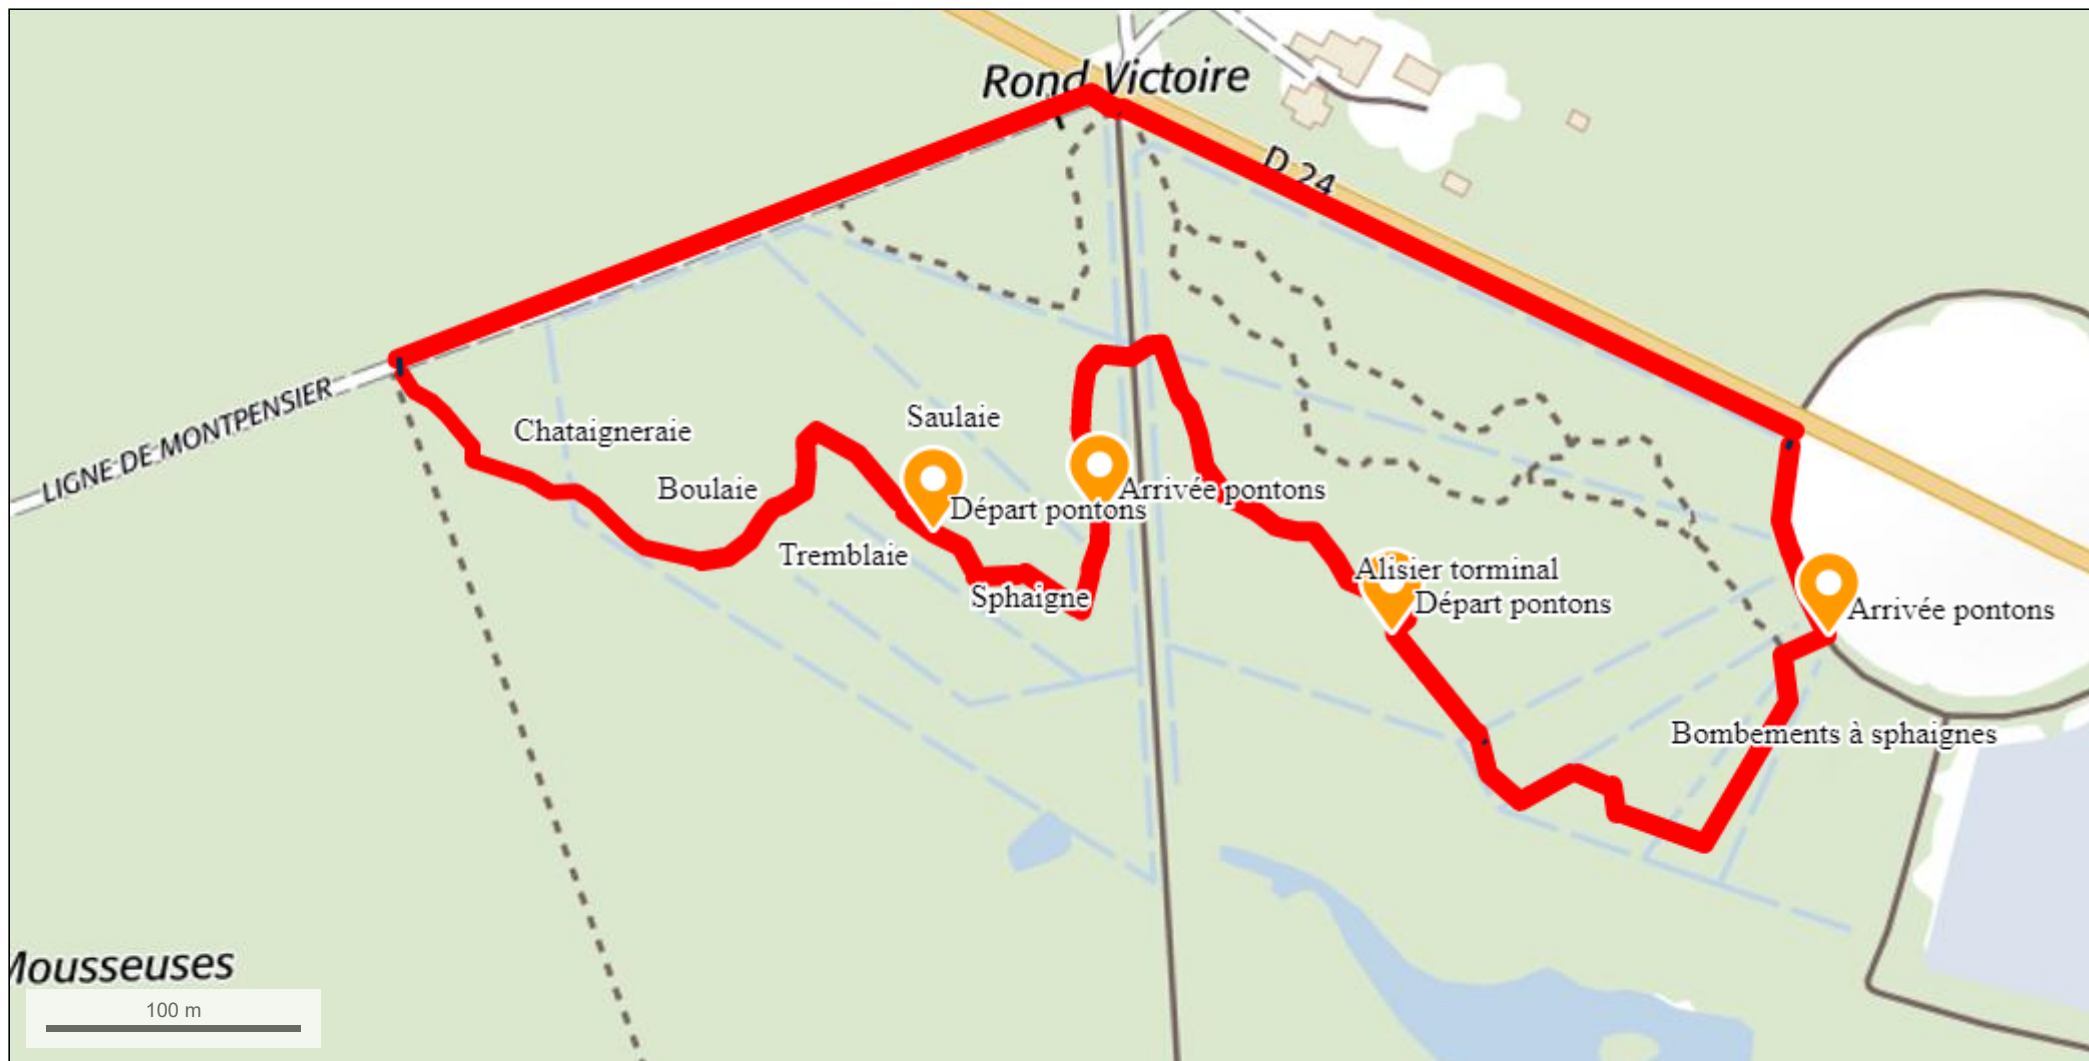 Rond Victoire
D 24
LIGNE DE MONTPENSIER
Saulaie
Chataigneraie
Boulaie
Départ pontons
Arrivée pontons
Tremblaie
Sphaigne
Alisier torminal
Départ pontons
Arrivée pontons
Bombements à sphaignes
Mousseuses
100 m